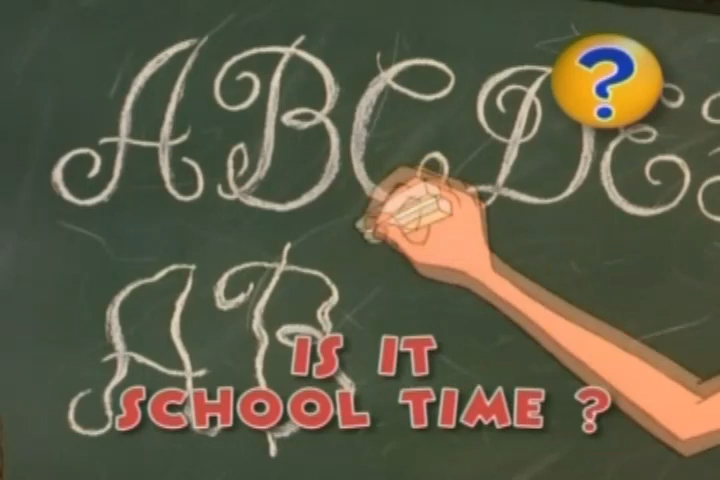 ?
ABCDE
AB
IS IT
SCHOOL TIME ?